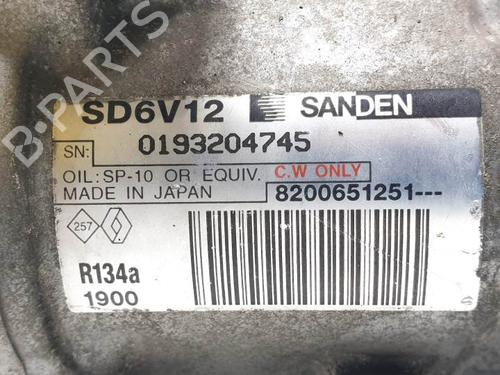 B-PARTS
SD6V12 SANDEN
SN: 0193204745
OIL: SP-10 OR EQUIV. C.W ONLY
MADE IN JAPAN 8200651251---
257
R134a
1900